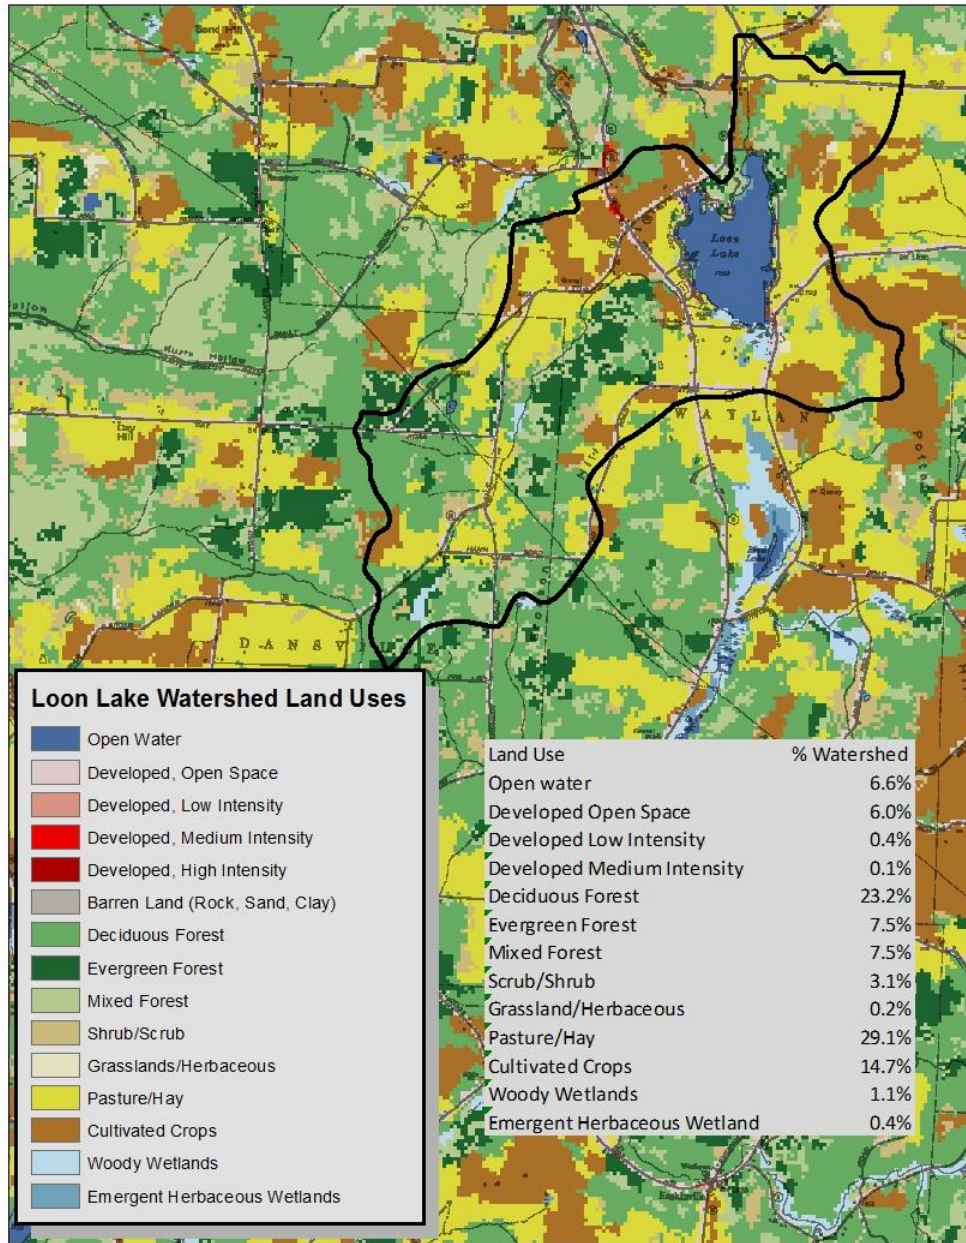 Sand Hill
Loon
Lake
Day
Hill
WAYLAND
DANSVILLE
Loon Lake Watershed Land Uses
Open Water
Developed, Open Space
Developed, Low Intensity
Developed, Medium Intensity
Developed, High Intensity
Barren Land (Rock, Sand, Clay)
Deciduous Forest
Evergreen Forest
Mixed Forest
Shrub/Scrub
Grasslands/Herbaceous
Pasture/Hay
Cultivated Crops
Woody Wetlands
Emergent Herbaceous Wetlands
Land Use % Watershed
Open water 6.6%
Developed Open Space 6.0%
Developed Low Intensity 0.4%
Developed Medium Intensity 0.1%
Deciduous Forest 23.2%
Evergreen Forest 7.5%
Mixed Forest 7.5%
Scrub/Shrub 3.1%
Grassland/Herbaceous 0.2%
Pasture/Hay 29.1%
Cultivated Crops 14.7%
Woody Wetlands 1.1%
Emergent Herbaceous Wetland 0.4%